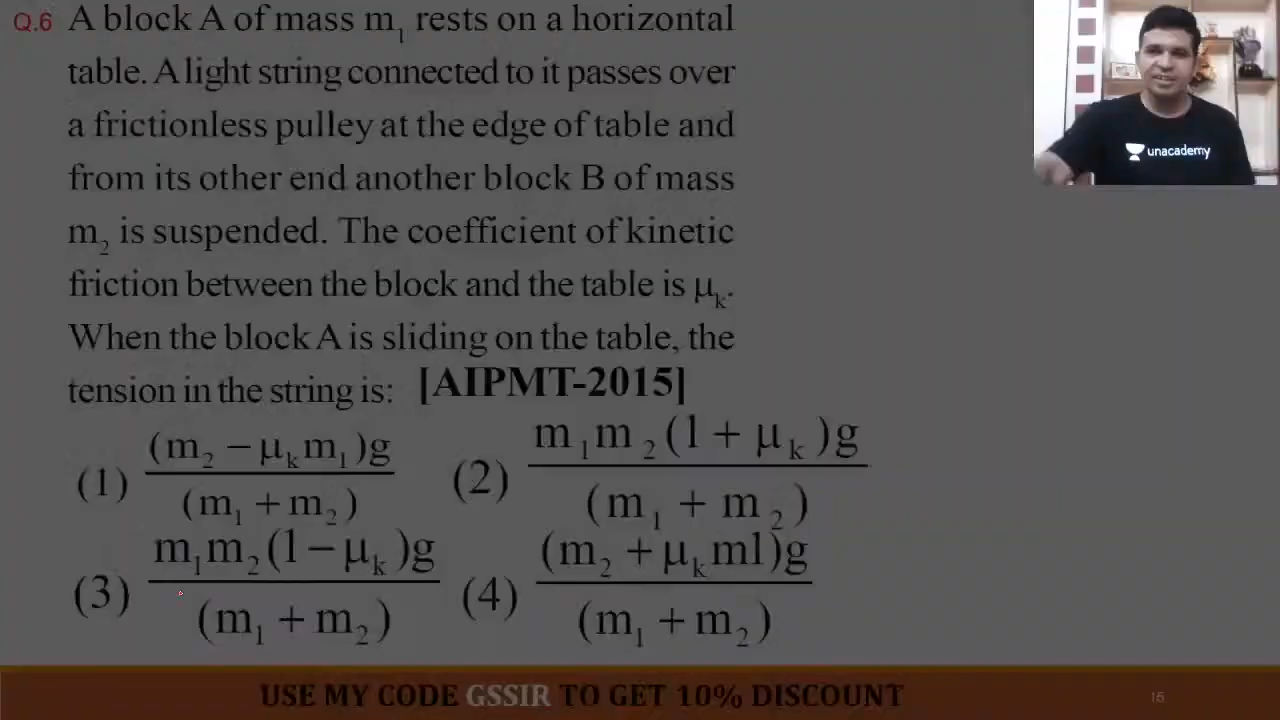 Q.6 A block A of mass m₁ rests on a horizontal
table. A light string connected to it passes over
a frictionless pulley at the edge of table and
from its other end another block B of mass
m₂ is suspended. The coefficient of kinetic
friction between the block and the table is μₖ.
When the block A is sliding on the table, the
tension in the string is: [AIPMT-2015]
(1) (m₂ − μₖm₁)g / (m₁ + m₂) (2) m₁m₂(1 + μₖ)g / (m₁ + m₂)
(3) m₁m₂(1 − μₖ)g / (m₁ + m₂) (4) (m₂ + μₖml)g / (m₁ + m₂)
USE MY CODE GSSIR TO GET 10% DISCOUNT
15
unacademy